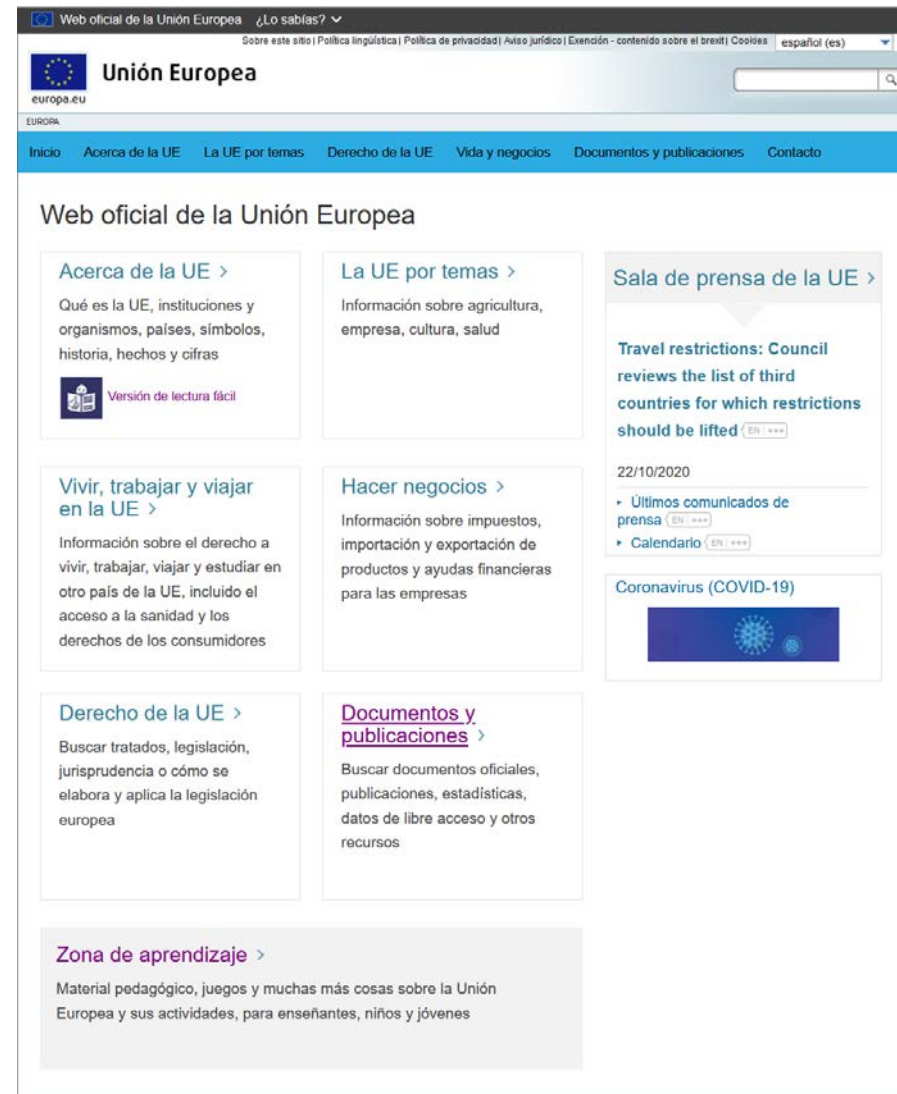 Web oficial de la Unión Europea ¿Lo sabías?
Sobre este sitio | Política lingüística | Política de privacidad | Aviso jurídico | Exención - contenido sobre el brexit | Cookies español (es)
Unión Europea
europa.eu
EUROPA
Inicio Acerca de la UE La UE por temas Derecho de la UE Vida y negocios Documentos y publicaciones Contacto
Web oficial de la Unión Europea
Acerca de la UE >
Qué es la UE, instituciones y
organismos, países, símbolos,
historia, hechos y cifras
Versión de lectura fácil
La UE por temas >
Información sobre agricultura,
empresa, cultura, salud
Sala de prensa de la UE >
Travel restrictions: Council
reviews the list of third
countries for which restrictions
should be lifted EN •••
22/10/2020
Últimos comunicados de
prensa EN •••
Calendario EN •••
Vivir, trabajar y viajar
en la UE >
Información sobre el derecho a
vivir, trabajar, viajar y estudiar en
otro país de la UE, incluido el
acceso a la sanidad y los
derechos de los consumidores
Hacer negocios >
Información sobre impuestos,
importación y exportación de
productos y ayudas financieras
para las empresas
Coronavirus (COVID-19)
Derecho de la UE >
Buscar tratados, legislación,
jurisprudencia o cómo se
elabora y aplica la legislación
europea
Documentos y
publicaciones >
Buscar documentos oficiales,
publicaciones, estadísticas,
datos de libre acceso y otros
recursos
Zona de aprendizaje >
Material pedagógico, juegos y muchas más cosas sobre la Unión
Europea y sus actividades, para enseñantes, niños y jóvenes